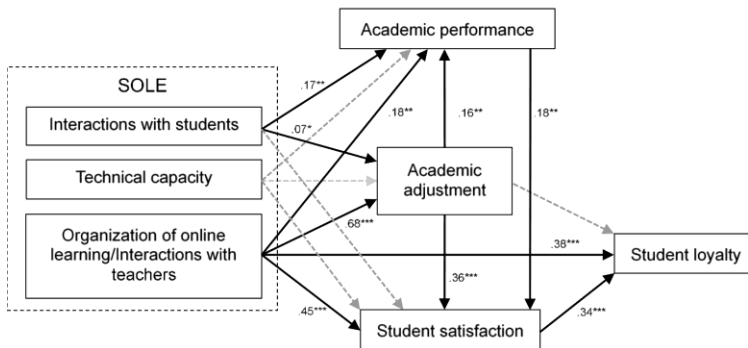 Academic performance
SOLE
Interactions with students
.17**
.18**
.16**
.18**
.07*
Technical capacity
Academic
adjustment
Organization of online
learning/Interactions with
teachers
.68***
.38***
Student loyalty
.36***
.45***
.34***
Student satisfaction